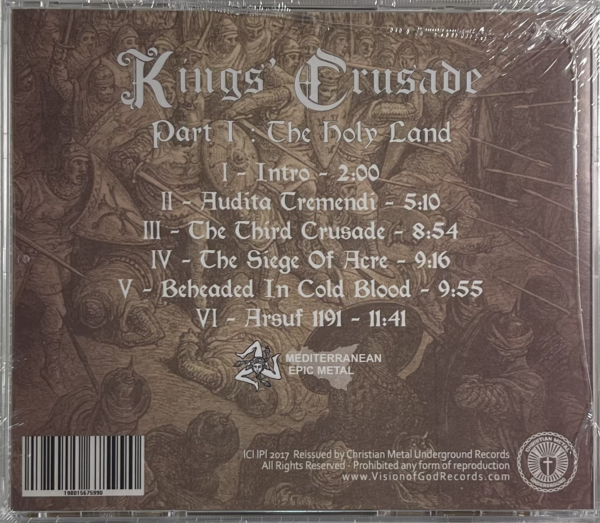 Kings' Crusade
Part I : The Holy Land
I - Intro - 2:00
II - Audita Tremendi - 5:10
III - The Third Crusade - 8:54
IV - The Siege Of Acre - 9:16
V - Beheaded In Cold Blood - 9:55
VI - Arsuf 1191 - 11:41
MEDITERRANEAN
EPIC METAL
(C) (P) 2017 Reissued by Christian Metal Underground Records
All Rights Reserved - Prohibited any form of reproduction
www.VisionofGodRecords.com
CHRISTIAN METAL
UNDERGROUND